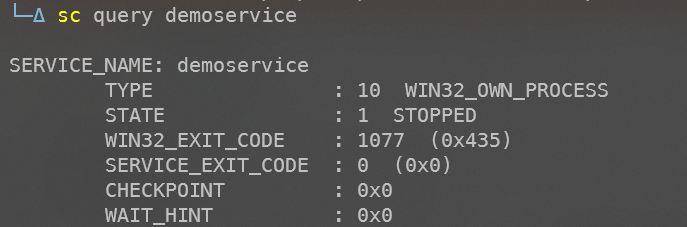 └─Δ sc query demoservice
SERVICE_NAME: demoservice
        TYPE               : 10  WIN32_OWN_PROCESS
        STATE              : 1  STOPPED
        WIN32_EXIT_CODE    : 1077  (0x435)
        SERVICE_EXIT_CODE  : 0  (0x0)
        CHECKPOINT         : 0x0
        WAIT_HINT          : 0x0